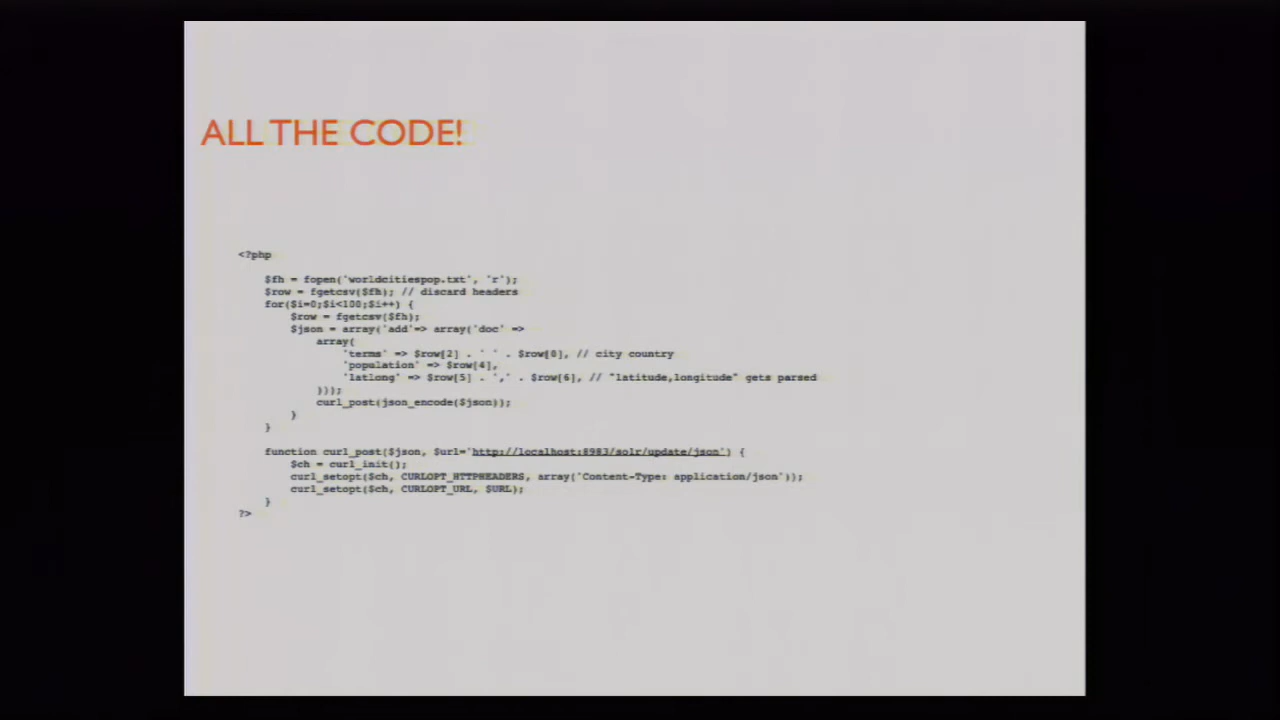 ALL THE CODE!
<?php
$fh = fopen('worldcitiespop.txt', 'r');
$row = fgetcsv($fh); // discard headers
for($i=0;$i<100;$i++) {
$row = fgetcsv($fh);
$json = array('add'=> array('doc' =>
array(
'terms' => $row[2] . ' ' . $row[0], // city country
'population' => $row[4],
'latlong' => $row[5] . ',' . $row[6], // "latitude,longitude" gets parsed
)));
curl_post(json_encode($json));
}
}
function curl_post($json, $url='http://localhost:8983/solr/update/json') {
$ch = curl_init();
curl_setopt($ch, CURLOPT_HTTPHEADERS, array('Content-Type: application/json'));
curl_setopt($ch, CURLOPT_URL, $URL);
}
?>